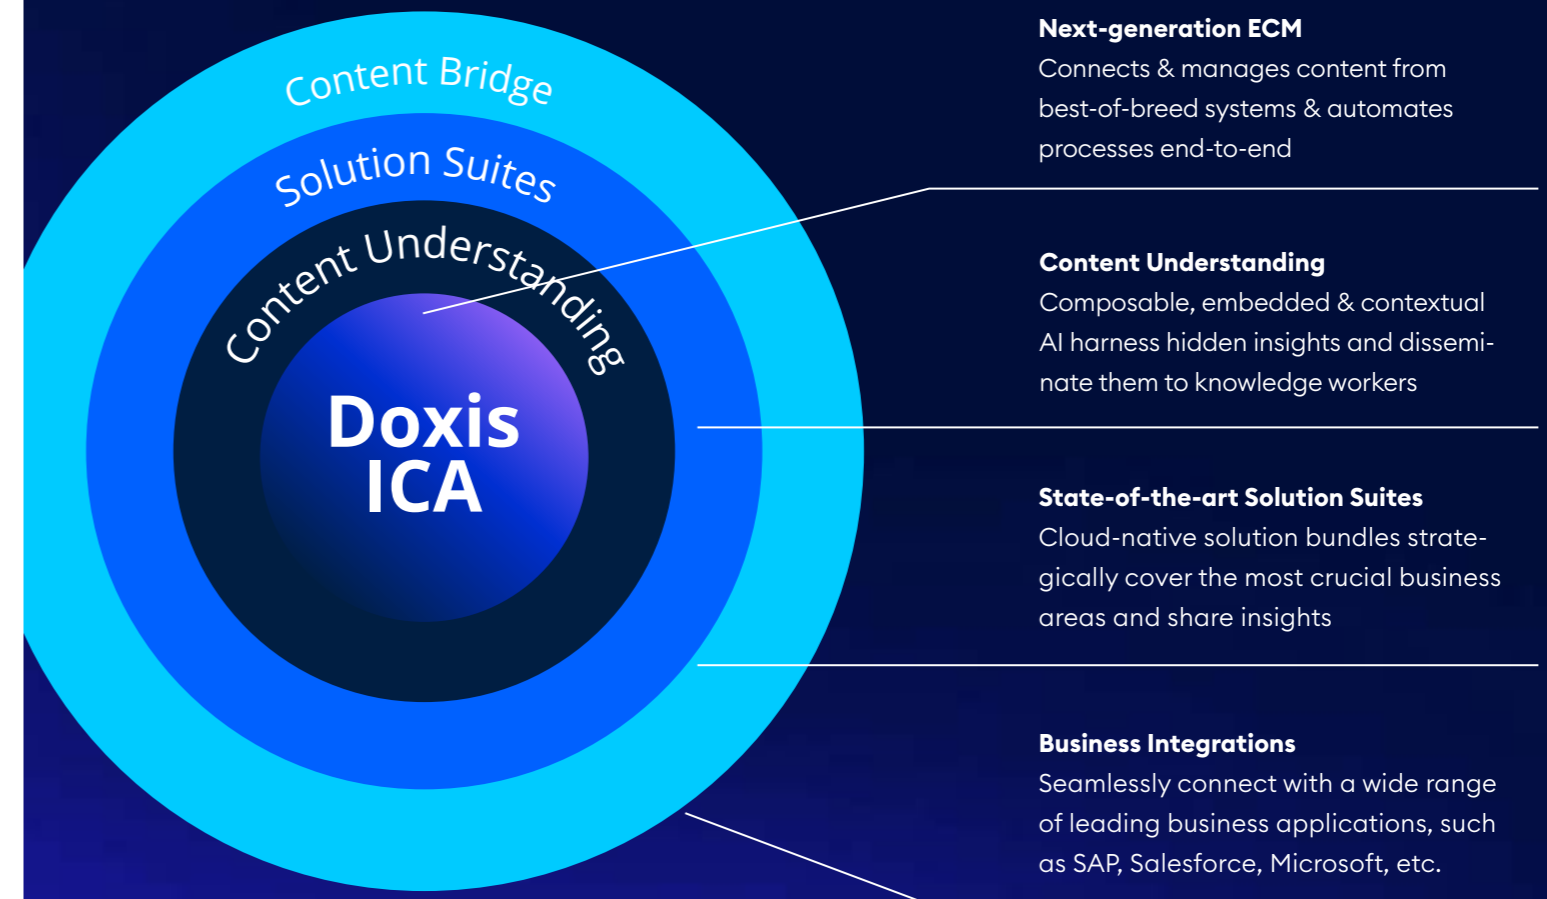 Content Bridge
Solution Suites
Content Understanding
Doxis
ICA
Next-generation ECM
Connects & manages content from
best-of-breed systems & automates
processes end-to-end
Content Understanding
Composable, embedded & contextual
AI harness hidden insights and dissemi-
nate them to knowledge workers
State-of-the-art Solution Suites
Cloud-native solution bundles strate-
gically cover the most crucial business
areas and share insights
Business Integrations
Seamlessly connect with a wide range
of leading business applications, such
as SAP, Salesforce, Microsoft, etc.